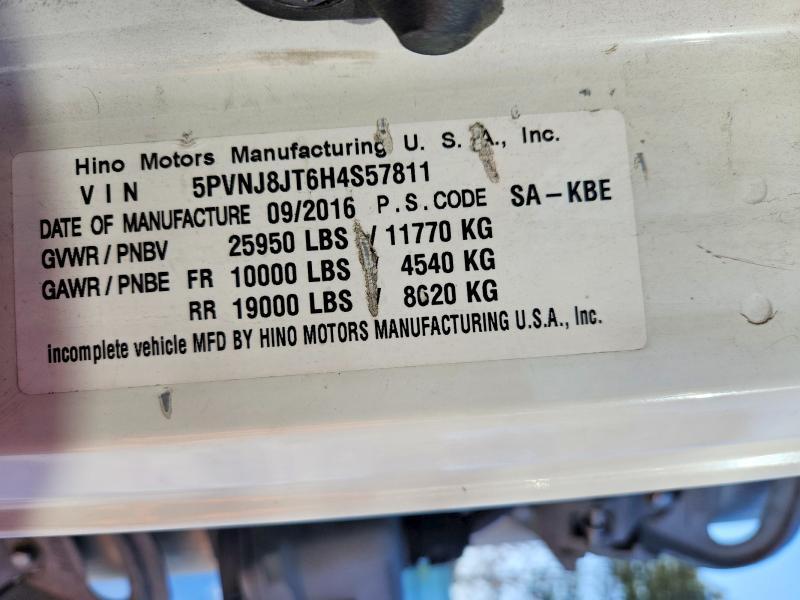 Hino Motors Manufacturing U. S. A., Inc.
VIN 5PVNJ8JT6H4S57811
DATE OF MANUFACTURE 09/2016 P.S.CODE SA-KBE
GVWR / PNBV 25950 LBS / 11770 KG
GAWR / PNBE FR 10000 LBS / 4540 KG
RR 19000 LBS / 8620 KG
incomplete vehicle MFD BY HINO MOTORS MANUFACTURING U.S.A., Inc.